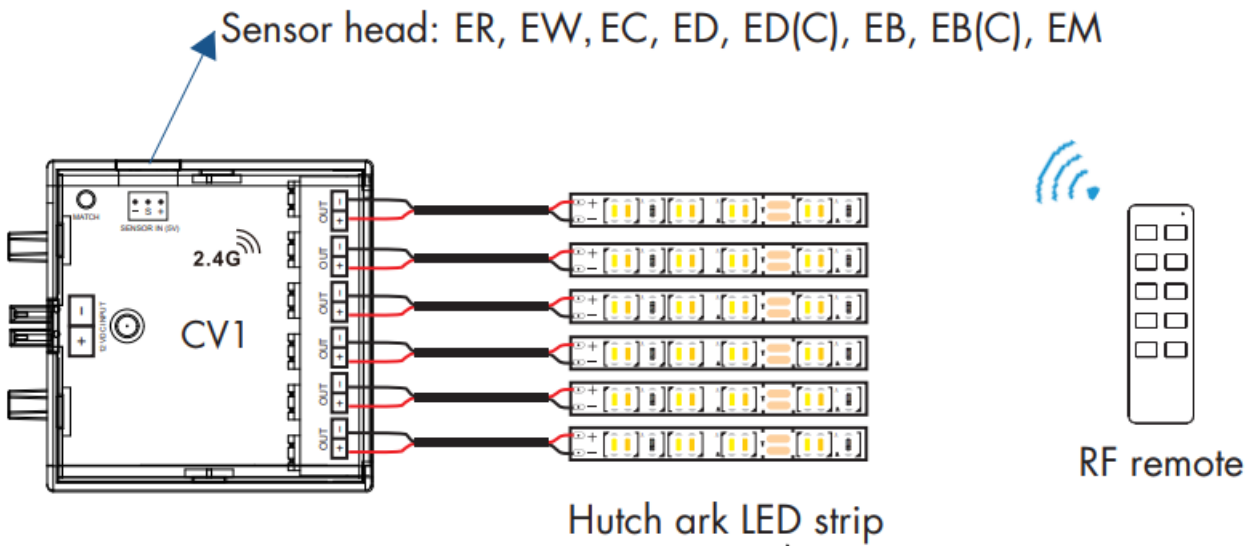 Sensor head: ER, EW, EC, ED, ED(C), EB, EB(C), EM
MATCH
- S +
SENSOR IN (5V)
2.4G
CV1
- +
12 VDC INPUT
OUT - +
OUT - +
OUT - +
OUT - +
OUT - +
OUT - +
+ -
+ -
+ -
+ -
+ -
+ -
RF remote
Hutch ark LED strip